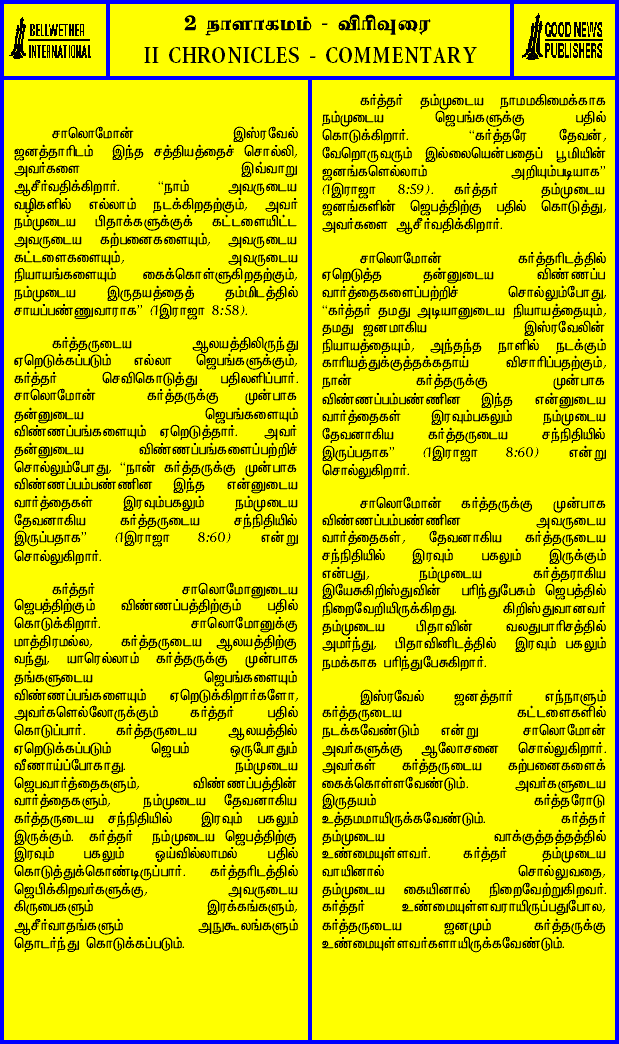 BELLWETHER
INTERNATIONAL
2 நாளாகமம் - விரிவுரை
II CHRONICLES - COMMENTARY
GOOD NEWS
PUBLISHERS
சாலொமோன் இஸ்ரவேல்
ஜனத்தாரிடம் இந்த சத்தியத்தைச் சொல்லி,
அவர்களை இவ்வாறு
ஆசீர்வதிக்கிறார். “நாம் அவருடைய
வழிகளில் எல்லாம் நடக்கிறதற்கும், அவர்
நம்முடைய பிதாக்களுக்குக் கட்டளையிட்ட
அவருடைய கற்பனைகளையும், அவருடைய
கட்டளைகளையும், அவருடைய
நியாயங்களையும் கைக்கொள்ளுகிறதற்கும்,
நம்முடைய இருதயத்தைத் தம்மிடத்தில்
சாயப்பண்ணுவாராக” (1இராஜா 8:58).
கர்த்தருடைய ஆலயத்திலிருந்து
ஏறெடுக்கப்படும் எல்லா ஜெபங்களுக்கும்,
கர்த்தர் செவிகொடுத்து பதிலளிப்பார்.
சாலொமோன் கர்த்தருக்கு முன்பாக
தன்னுடைய ஜெபங்களையும்
விண்ணப்பங்களையும் ஏறெடுத்தார். அவர்
தன்னுடைய விண்ணப்பங்களைப்பற்றிச்
சொல்லும்போது, “நான் கர்த்தருக்கு முன்பாக
விண்ணப்பம்பண்ணின இந்த என்னுடைய
வார்த்தைகள் இரவும்பகலும் நம்முடைய
தேவனாகிய கர்த்தருடைய சந்நிதியில்
இருப்பதாக” (1இராஜா 8:60) என்று
சொல்லுகிறார்.
கர்த்தர் சாலொமோனுடைய
ஜெபத்திற்கும் விண்ணப்பத்திற்கும் பதில்
கொடுக்கிறார். சாலொமோனுக்கு
மாத்திரமல்ல, கர்த்தருடைய ஆலயத்திற்கு
வந்து, யாரெல்லாம் கர்த்தருக்கு முன்பாக
தங்களுடைய ஜெபங்களையும்
விண்ணப்பங்களையும் ஏறெடுக்கிறார்களோ,
அவர்களெல்லோருக்கும் கர்த்தர் பதில்
கொடுப்பார். கர்த்தருடைய ஆலயத்தில்
ஏறெடுக்கப்படும் ஜெபம் ஒருபோதும்
வீணாய்ப்போகாது. நம்முடைய
ஜெபவார்த்தைகளும், விண்ணப்பத்தின்
வார்த்தைகளும், நம்முடைய தேவனாகிய
கர்த்தருடைய சந்நிதியில் இரவும் பகலும்
இருக்கும். கர்த்தர் நம்முடைய ஜெபத்திற்கு
இரவும் பகலும் ஓய்வில்லாமல் பதில்
கொடுத்துக்கொண்டிருப்பார். கர்த்தரிடத்தில்
ஜெபிக்கிறவர்களுக்கு, அவருடைய
கிருபைகளும் இரக்கங்களும்,
ஆசீர்வாதங்களும் அநுகூலங்களும்
தொடர்ந்து கொடுக்கப்படும்.
கர்த்தர் தம்முடைய நாமமகிமைக்காக
நம்முடைய ஜெபங்களுக்கு பதில்
கொடுக்கிறார். “கர்த்தரே தேவன்,
வேறொருவரும் இல்லையென்பதைப் பூமியின்
ஜனங்களெல்லாம் அறியும்படியாக”
(1இராஜா 8:59). கர்த்தர் தம்முடைய
ஜனங்களின் ஜெபத்திற்கு பதில் கொடுத்து,
அவர்களை ஆசீர்வதிக்கிறார்.
சாலொமோன் கர்த்தரிடத்தில்
ஏறெடுத்த தன்னுடைய விண்ணப்ப
வார்த்தைகளைப்பற்றிச் சொல்லும்போது,
“கர்த்தர் தமது அடியானுடைய நியாயத்தையும்,
தமது ஜனமாகிய இஸ்ரவேலின்
நியாயத்தையும், அந்தந்த நாளில் நடக்கும்
காரியத்துக்குத்தக்கதாய் விசாரிப்பதற்கும்,
நான் கர்த்தருக்கு முன்பாக
விண்ணப்பம்பண்ணின இந்த என்னுடைய
வார்த்தைகள் இரவும்பகலும் நம்முடைய
தேவனாகிய கர்த்தருடைய சந்நிதியில்
இருப்பதாக” (1இராஜா 8:60) என்று
சொல்லுகிறார்.
சாலொமோன் கர்த்தருக்கு முன்பாக
விண்ணப்பம்பண்ணின அவருடைய
வார்த்தைகள், தேவனாகிய கர்த்தருடைய
சந்நிதியில் இரவும் பகலும் இருக்கும்
என்பது, நம்முடைய கர்த்தராகிய
இயேசுகிறிஸ்துவின் பரிந்துபேசும் ஜெபத்தில்
நிறைவேறியிருக்கிறது. கிறிஸ்துவானவர்
தம்முடைய பிதாவின் வலதுபாரிசத்தில்
அமர்ந்து, பிதாவினிடத்தில் இரவும் பகலும்
நமக்காக பரிந்துபேசுகிறார்.
இஸ்ரவேல் ஜனத்தார் எந்நாளும்
கர்த்தருடைய கட்டளைகளில்
நடக்கவேண்டும் என்று சாலொமோன்
அவர்களுக்கு ஆலோசனை சொல்லுகிறார்.
அவர்கள் கர்த்தருடைய கற்பனைகளைக்
கைக்கொள்ளவேண்டும். அவர்களுடைய
இருதயம் கர்த்தரோடு
உத்தமமாயிருக்கவேண்டும். கர்த்தர்
தம்முடைய வாக்குத்தத்தத்தில்
உண்மையுள்ளவர். கர்த்தர் தம்முடைய
வாயினால் சொல்லுவதை,
தம்முடைய கையினால் நிறைவேற்றுகிறவர்.
கர்த்தர் உண்மையுள்ளவராயிருப்பதுபோல,
கர்த்தருடைய ஜனமும் கர்த்தருக்கு
உண்மையுள்ளவர்களாயிருக்கவேண்டும்.